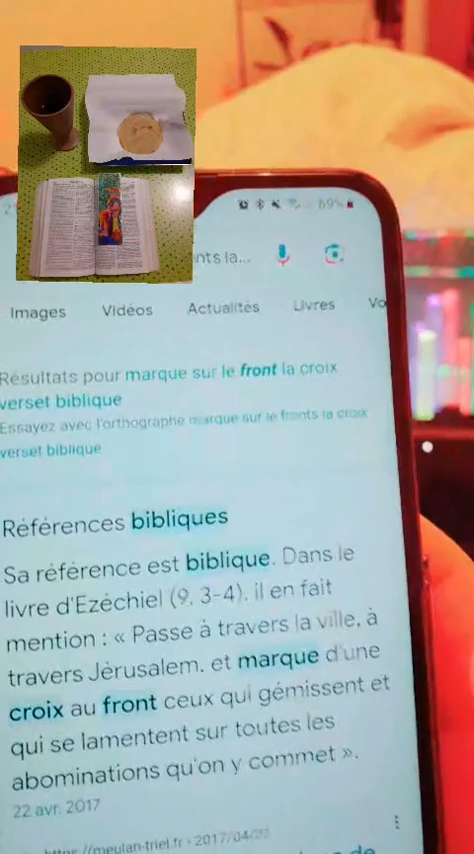 69%
nts la...
Images Vidéos Actualités Livres Vo
Résultats pour marque sur le front la croix
verset biblique
Essayez avec l'orthographe marque sur le fronts la croix
verset biblique
Références bibliques
Sa référence est biblique. Dans le
livre d'Ezéchiel (9, 3-4), il en fait
mention : « Passe à travers la ville, à
travers Jérusalem, et marque d'une
croix au front ceux qui gémissent et
qui se lamentent sur toutes les
abominations qu'on y commet ».
22 avr. 2017
https://meulan-triel.fr › 2017/04/22
de